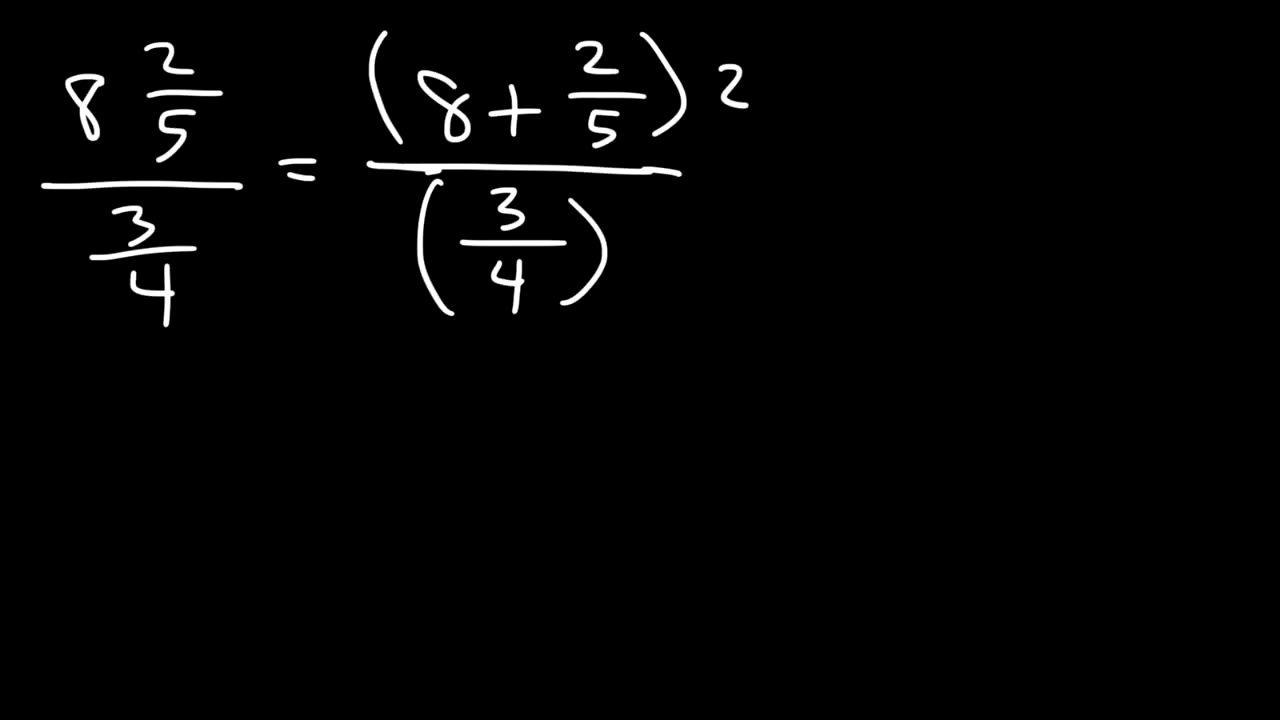 8 2/5 / 3/4 = (8 + 2/5) 2 / (3/4)